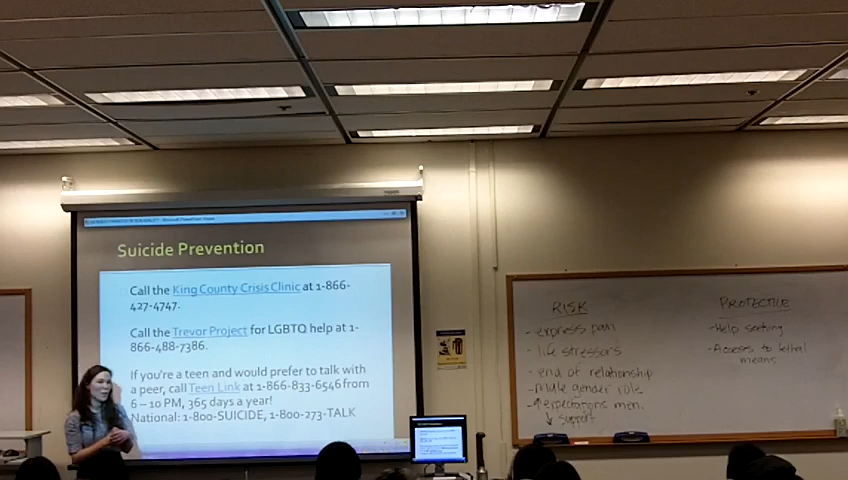 Suicide Prevention
Call the King County Crisis Clinic at 1-866-
427-4747.
Call the Trevor Project for LGBTQ help at 1-
866-488-7386.
If you're a teen and would prefer to talk with
a peer, call Teen Link at 1-866-833-6546 from
6 – 10 PM, 365 days a year!
National: 1-800-SUICIDE, 1-800-273-TALK
RISK
- express pain
- life stressors
- end of relationship
- male gender role
- ↑expectations men.
↓ support
PROTECTIVE
- Help seeking
- Access to lethal
means